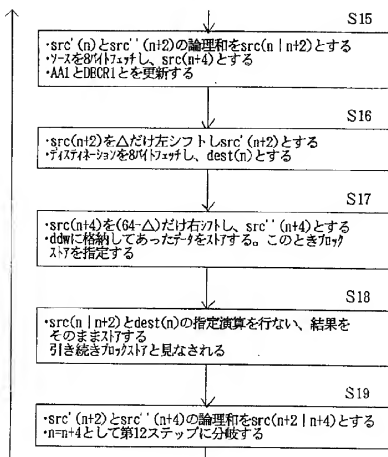 S15
・src'(n)とsrc''(n+2)の論理和をsrc(n|n+2)とする
・ソースを8バイトフェッチし、src(n+4)とする
・AA1とDBCR1とを更新する
S16
・src(n+2)を△だけ左シフトしsrc'(n+2)とする
・ディスティネーションを8バイトフェッチし、dest(n)とする
S17
・src(n+4)を(64-△)だけ右シフトし、src''(n+4)とする
・ddwに格納してあったデータをストアする。このときブロック
ストアを指定する
S18
・src(n|n+2)とdest(n)の指定演算を行ない、結果を
そのままストアする
引き続きブロックストアと見なされる
S19
・src'(n+2)とsrc''(n+4)の論理和をsrc(n+2|n+4)とする
・n=n+4として第12ステップに分岐する